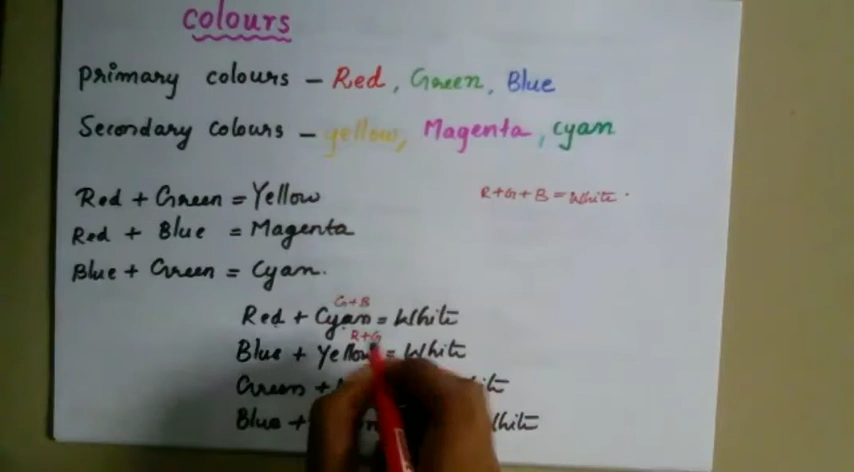 colours
Primary colours – Red, Green, Blue
Secondary colours – yellow, Magenta, cyan
Red + Green = Yellow
R+G+B = White.
Red + Blue = Magenta
Blue + Green = Cyan.
G+B
Red + Cyan = White
R+G
Blue + Yellow = White
Green +
Blue +